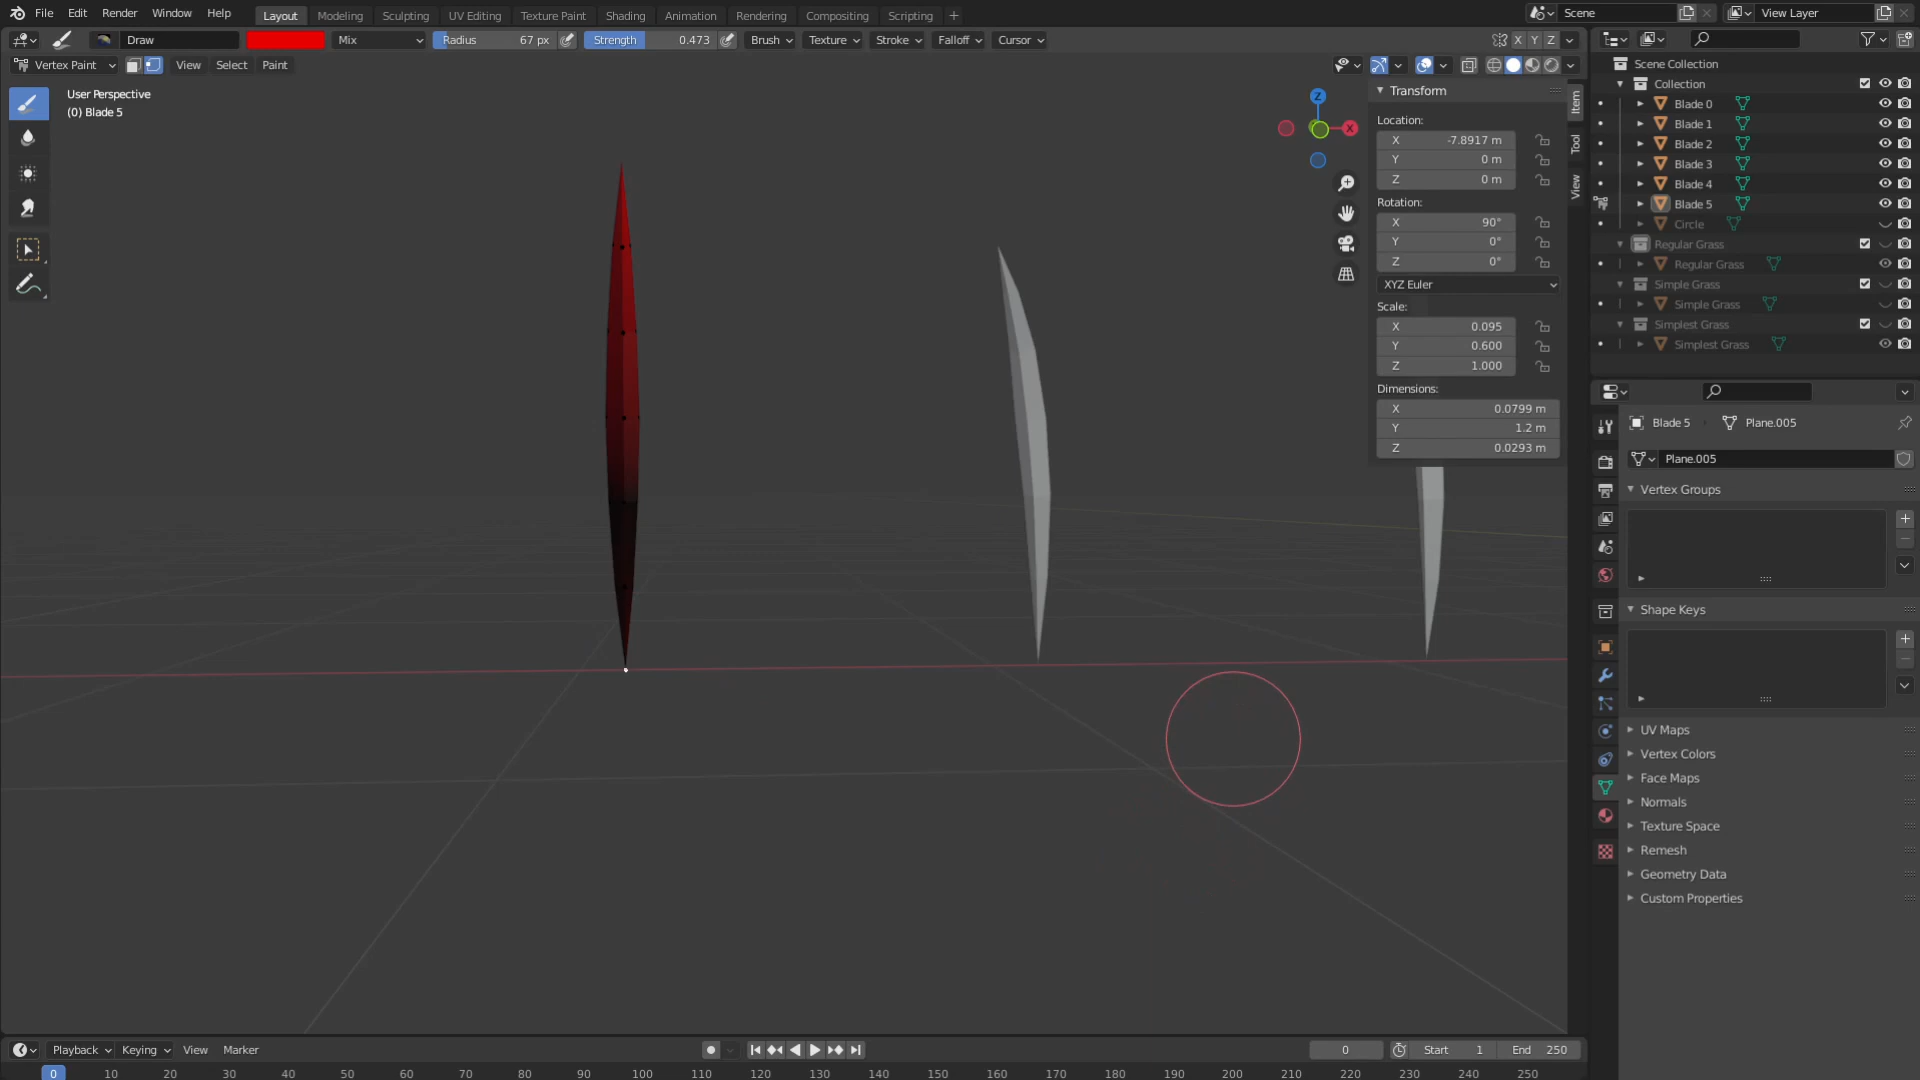 File Edit Render Window Help
Layout Modeling Sculpting UV Editing Texture Paint Shading Animation Rendering Compositing Scripting +
Scene
View Layer
Draw
Mix
Radius 67 px
Strength 0.473
Brush Texture Stroke Falloff Cursor
X Y Z
Vertex Paint View Select Paint
User Perspective
(0) Blade 5
Z
X
Transform
Location:
X -7.8917 m
Y 0 m
Z 0 m
Rotation:
X 90°
Y 0°
Z 0°
XYZ Euler
Scale:
X 0.095
Y 0.600
Z 1.000
Dimensions:
X 0.0799 m
Y 1.2 m
Z 0.0293 m
Item
Tool
View
Scene Collection
Collection
Blade 0
Blade 1
Blade 2
Blade 3
Blade 4
Blade 5
Circle
Regular Grass
Regular Grass
Simple Grass
Simple Grass
Simplest Grass
Simplest Grass
Blade 5 Plane.005
Plane.005
Vertex Groups
Shape Keys
UV Maps
Vertex Colors
Face Maps
Normals
Texture Space
Remesh
Geometry Data
Custom Properties
Playback Keying View Marker
0
Start 1
End 250
0 10 20 30 40 50 60 70 80 90 100 110 120 130 140 150 160 170 180 190 200 210 220 230 240 250